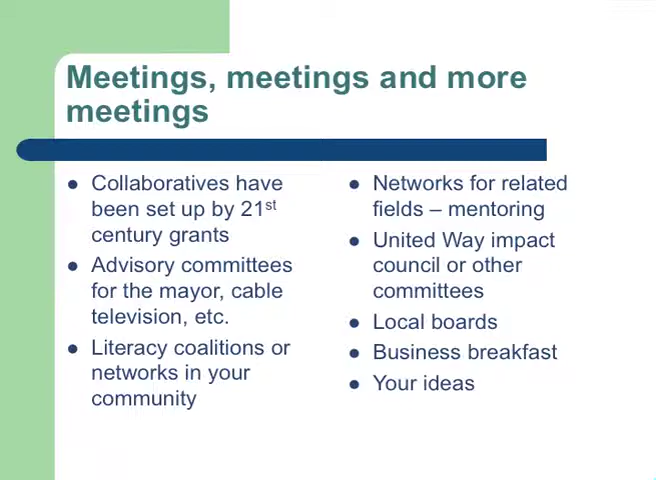 Meetings, meetings and more
meetings
Collaboratives have
been set up by 21st
century grants
Advisory committees
for the mayor, cable
television, etc.
Literacy coalitions or
networks in your
community
Networks for related
fields – mentoring
United Way impact
council or other
committees
Local boards
Business breakfast
Your ideas